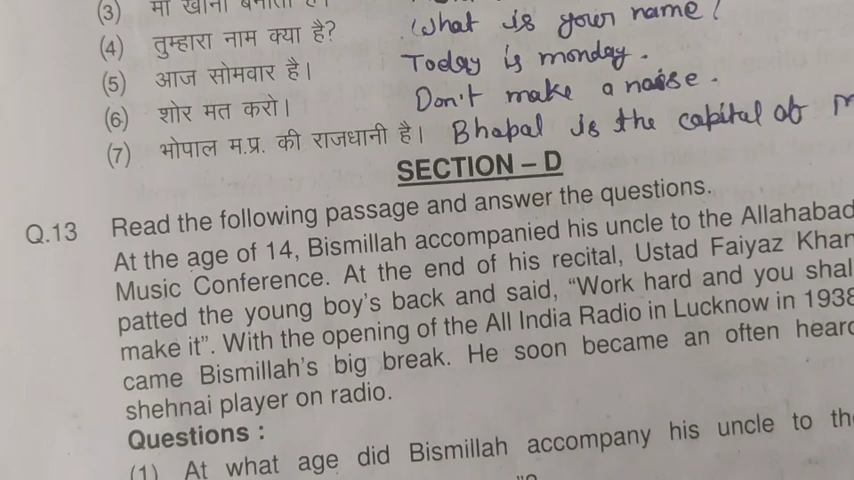 (3) माँ खाना बनाती है।
(4) तुम्हारा नाम क्या है? What is your name?
(5) आज सोमवार है। Today is monday.
(6) शोर मत करो। Don't make a noise.
(7) भोपाल म.प्र. की राजधानी है। Bhopal is the capital of M
SECTION – D
Q.13 Read the following passage and answer the questions.
At the age of 14, Bismillah accompanied his uncle to the Allahabad
Music Conference. At the end of his recital, Ustad Faiyaz Khan
patted the young boy's back and said, "Work hard and you shal
make it". With the opening of the All India Radio in Lucknow in 1938
came Bismillah's big break. He soon became an often heard
shehnai player on radio.
Questions :
(1) At what age did Bismillah accompany his uncle to the